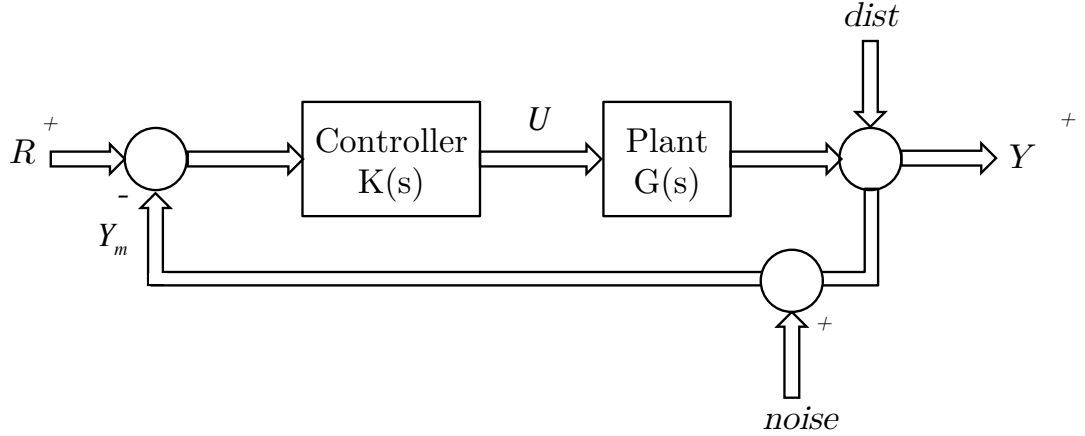 dist
+
+
U
R
Controller
K(s)
Plant
G(s)
Y
-
Y_m
+
noise